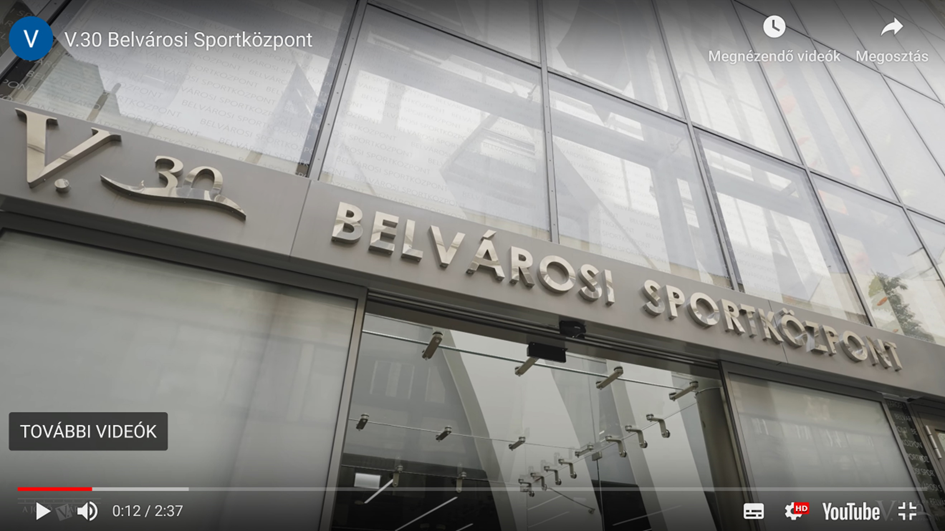 V
V.30 Belvárosi Sportközpont
Megnézendő videók
Megosztás
V.30
BELVÁROSI SPORTKÖZPONT
TOVÁBBI VIDEÓK
0:12 / 2:37
HD
YouTube